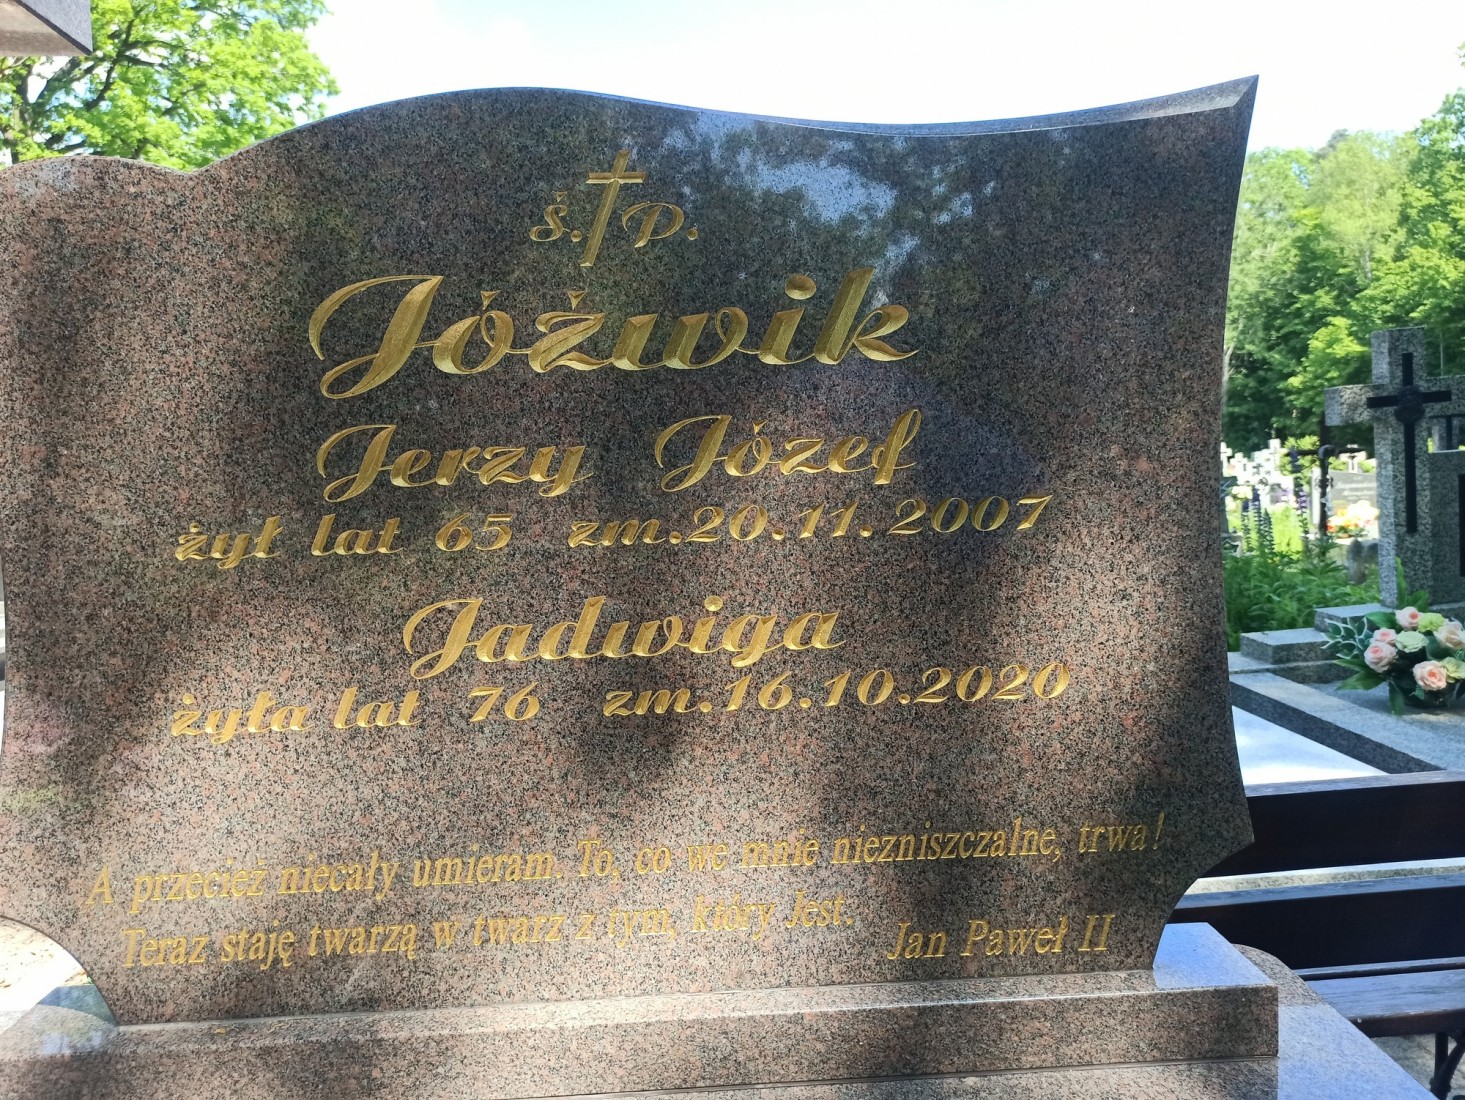 ś. P.
Jóźwik
Jerzy Józef
żył lat 65 zm.20.11.2007
Jadwiga
żyła lat 76 zm.16.10.2020
A przecież niecały umieram. To, co we mnie niezniszczalne, trwa!
Teraz staję twarzą w twarz z tym, który Jest.
Jan Paweł II